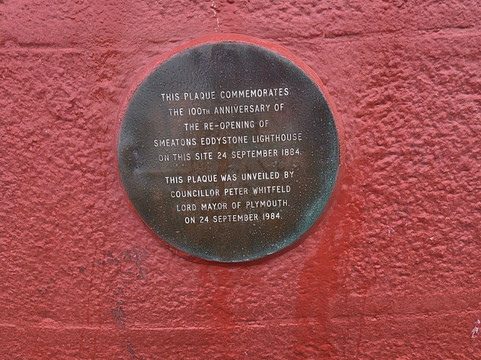 THIS PLAQUE COMMEMORATES
THE 100TH ANNIVERSARY OF
THE RE-OPENING OF
SMEATONS EDDYSTONE LIGHTHOUSE
ON THIS SITE 24 SEPTEMBER 1884.
THIS PLAQUE WAS UNVEILED BY
COUNCILLOR PETER WHITFELD
LORD MAYOR OF PLYMOUTH.
ON 24 SEPTEMBER 1984.